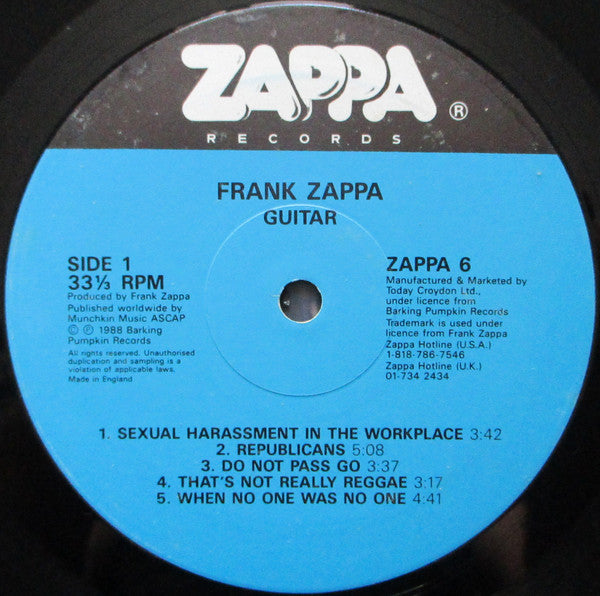 ZAPPA ®
RECORDS
FRANK ZAPPA
GUITAR
SIDE 1
33⅓ RPM
Produced by Frank Zappa
Published worldwide by
Munchkin Music ASCAP
© ℗ 1988 Barking
Pumpkin Records
All rights reserved. Unauthorised
duplication and sampling is a
violation of applicable laws.
Made in England
ZAPPA 6
Manufactured & Marketed by
Today Croydon Ltd.,
under licence from
Barking Pumpkin Records
Trademark is used under
licence from Frank Zappa
Zappa Hotline (U.S.A.)
1-818-786-7546
Zappa Hotline (U.K.)
01-734 2434
1. SEXUAL HARASSMENT IN THE WORKPLACE 3:42
2. REPUBLICANS 5:08
3. DO NOT PASS GO 3:37
4. THAT'S NOT REALLY REGGAE 3:17
5. WHEN NO ONE WAS NO ONE 4:41